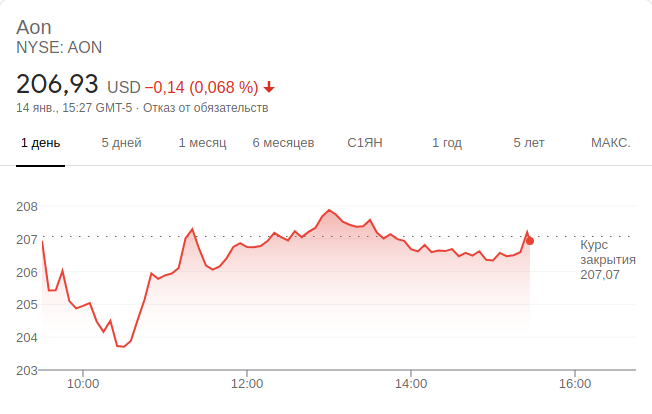 Aon
NYSE: AON
206,93 USD −0,14 (0,068 %)
14 янв., 15:27 GMT-5 · Отказ от обязательств
1 день 5 дней 1 месяц 6 месяцев С1ЯН 1 год 5 лет МАКС.
208
207
206
205
204
203
Курс
закрытия
207,07
10:00 12:00 14:00 16:00